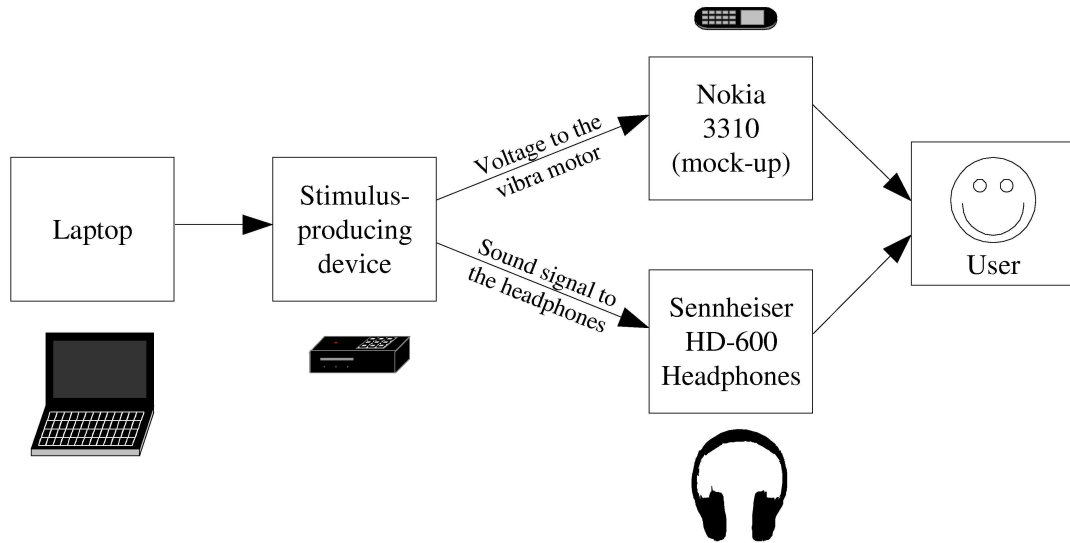 Laptop
Stimulus-
producing
device
Voltage to the
vibra motor
Sound signal to
the headphones
Nokia
3310
(mock-up)
Sennheiser
HD-600
Headphones
User